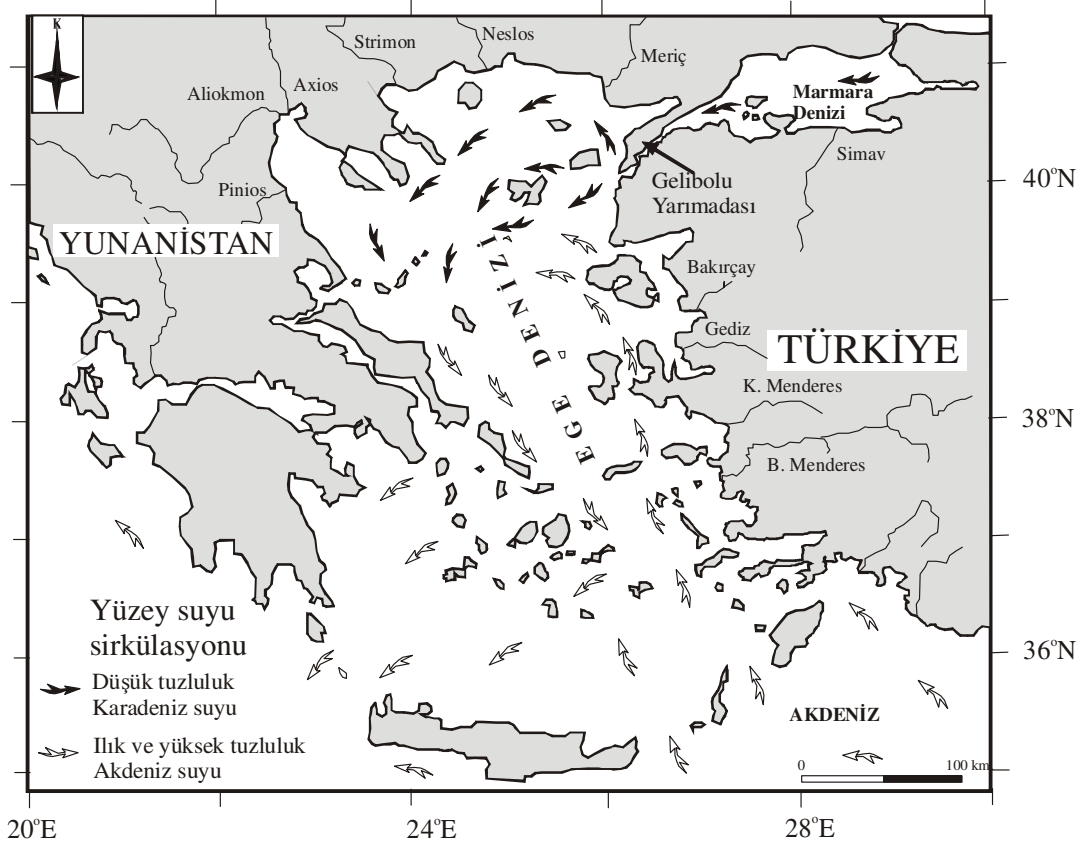 K
Strimon
Neslos
Meriç
Aliokmon
Axios
Marmara
Denizi
Simav
Pinios
Gelibolu
Yarımadası
40°N
YUNANİSTAN
Bakırçay
Gediz
TÜRKİYE
EGE DENİZİ
K. Menderes
38°N
B. Menderes
Yüzey suyu
sirkülasyonu
36°N
Düşük tuzluluk
Karadeniz suyu
AKDENİZ
Ilık ve yüksek tuzluluk
Akdeniz suyu
0 100 km
20°E 24°E 28°E